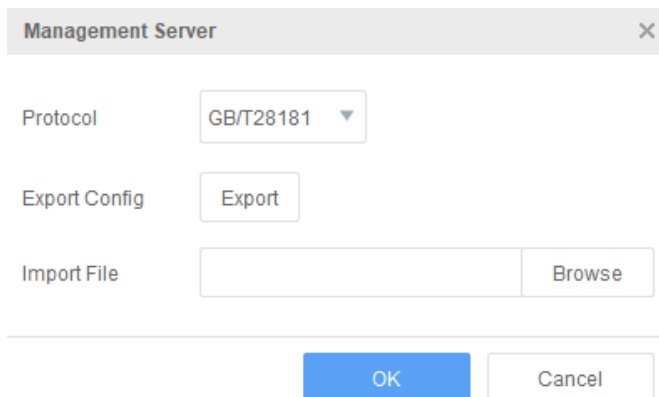 Management Server
Protocol GB/T28181
Export Config Export
Import File Browse
OK Cancel